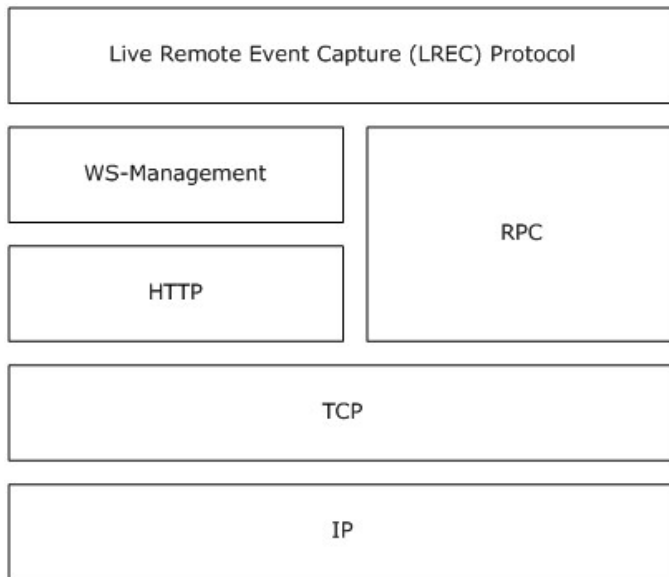 Live Remote Event Capture (LREC) Protocol
WS-Management
RPC
HTTP
TCP
IP